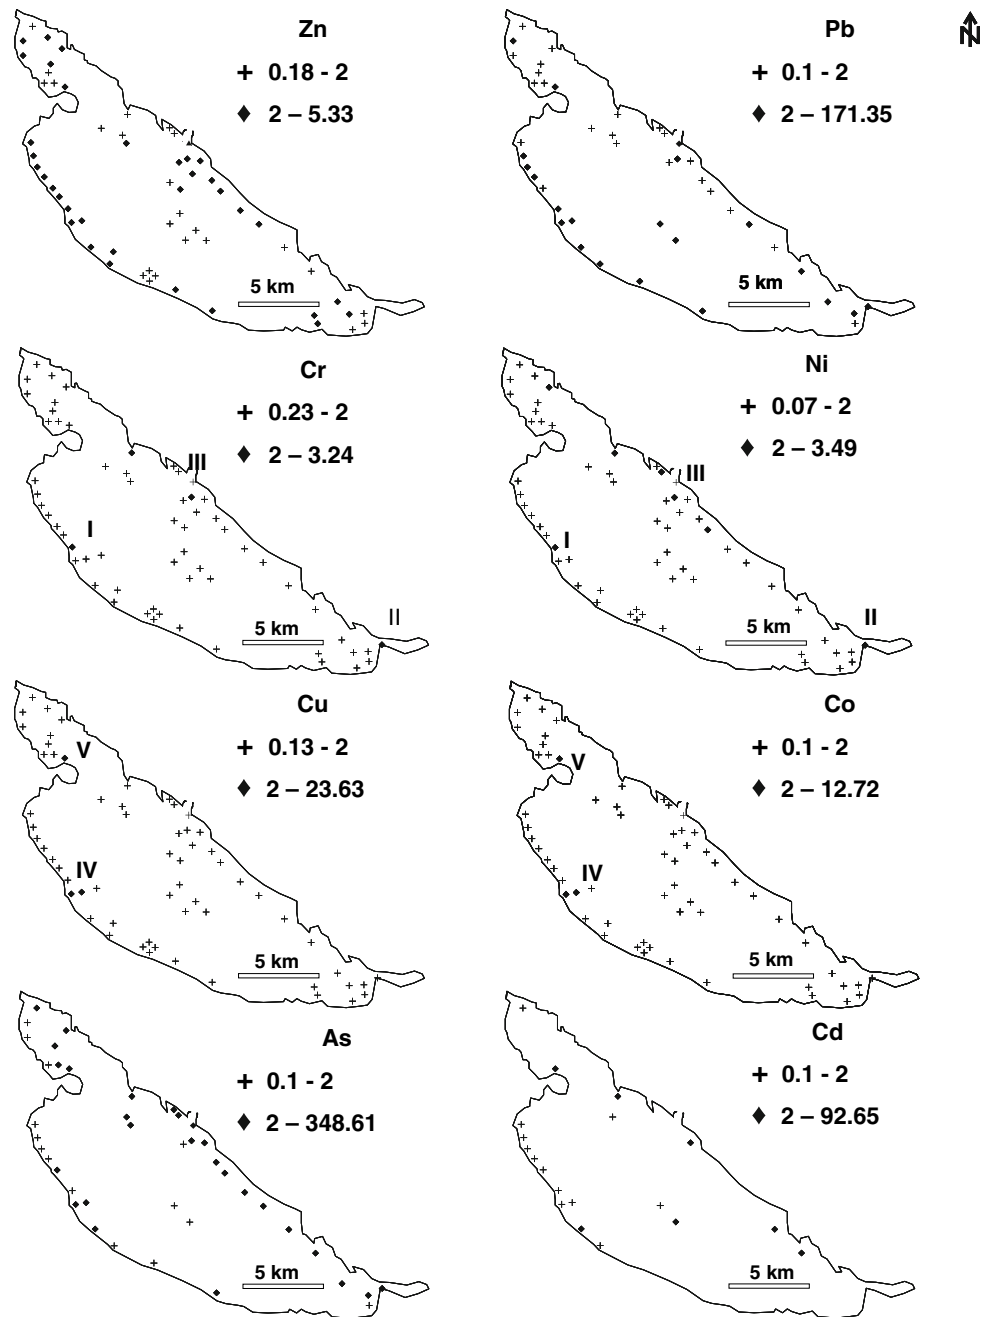 Zn
+ 0.18 - 2
♦ 2 – 5.33
5 km
Pb
+ 0.1 - 2
♦ 2 – 171.35
5 km
N
Cr
+ 0.23 - 2
♦ 2 – 3.24
III
I
II
5 km
Ni
+ 0.07 - 2
♦ 2 – 3.49
III
I
II
5 km
Cu
+ 0.13 - 2
♦ 2 – 23.63
V
IV
5 km
Co
+ 0.1 - 2
♦ 2 – 12.72
V
IV
5 km
As
+ 0.1 - 2
♦ 2 – 348.61
5 km
Cd
+ 0.1 - 2
♦ 2 – 92.65
5 km